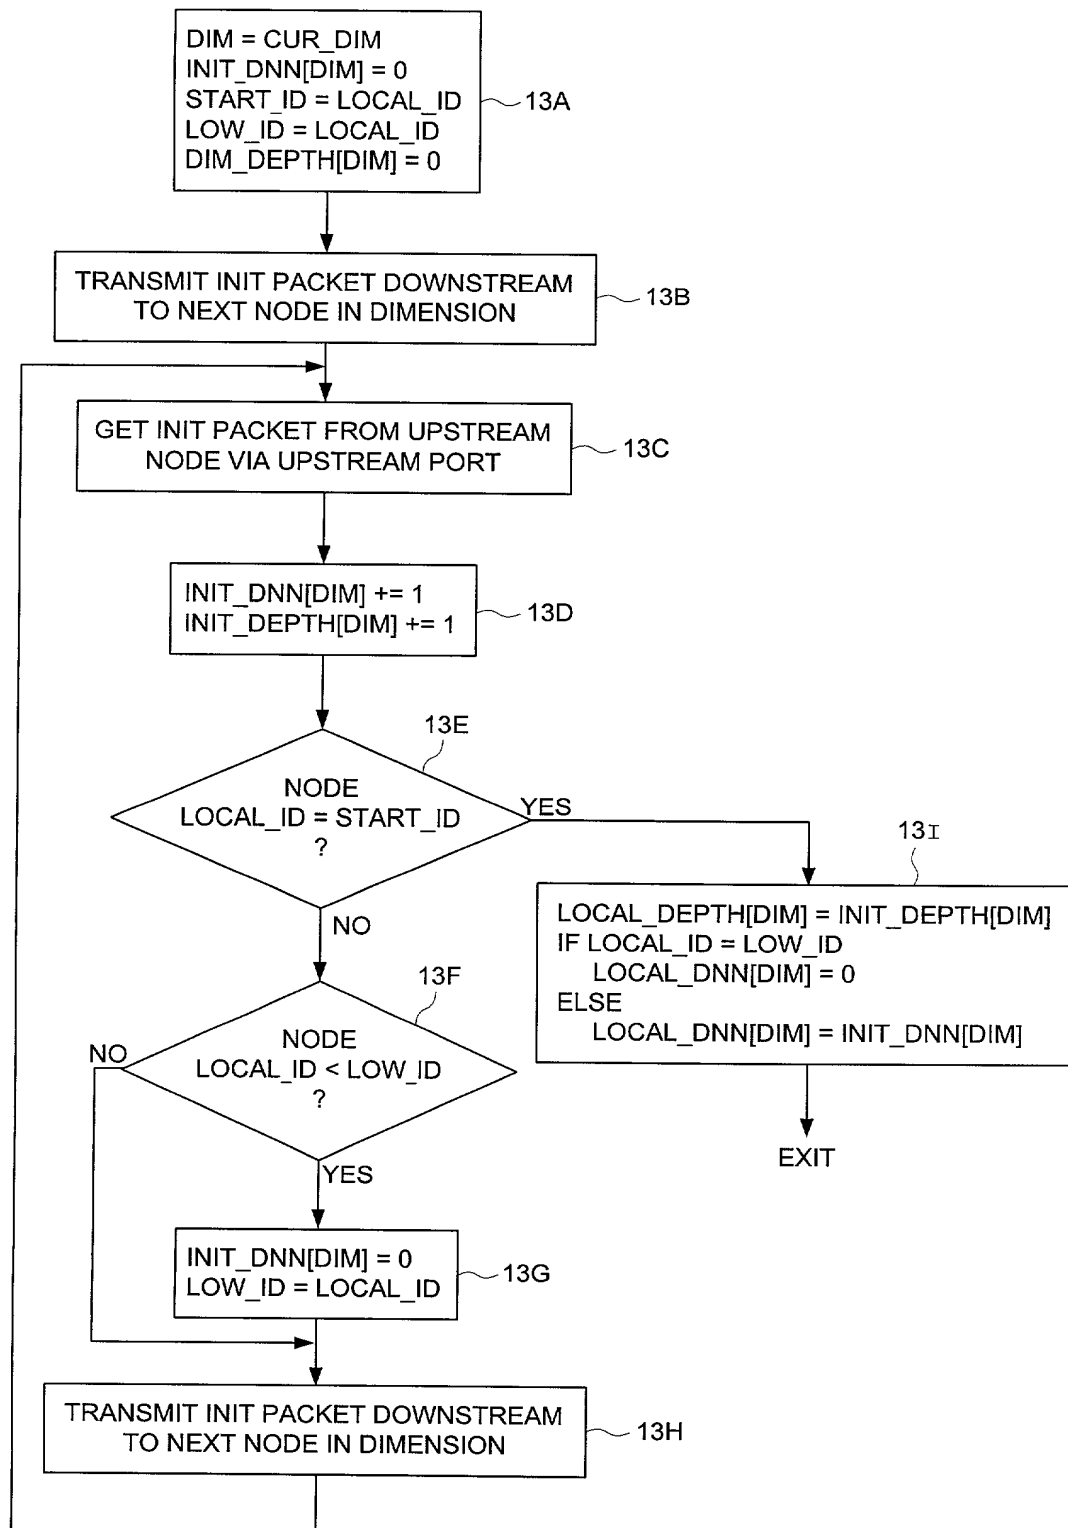 DIM = CUR_DIM
INIT_DNN[DIM] = 0
START_ID = LOCAL_ID
LOW_ID = LOCAL_ID
DIM_DEPTH[DIM] = 0
13A
TRANSMIT INIT PACKET DOWNSTREAM
TO NEXT NODE IN DIMENSION
13B
GET INIT PACKET FROM UPSTREAM
NODE VIA UPSTREAM PORT
13C
INIT_DNN[DIM] += 1
INIT_DEPTH[DIM] += 1
13D
13E
NODE
LOCAL_ID = START_ID
?
YES
NO
13I
LOCAL_DEPTH[DIM] = INIT_DEPTH[DIM]
IF LOCAL_ID = LOW_ID
LOCAL_DNN[DIM] = 0
ELSE
LOCAL_DNN[DIM] = INIT_DNN[DIM]
EXIT
13F
NODE
LOCAL_ID < LOW_ID
?
NO
YES
INIT_DNN[DIM] = 0
LOW_ID = LOCAL_ID
13G
TRANSMIT INIT PACKET DOWNSTREAM
TO NEXT NODE IN DIMENSION
13H